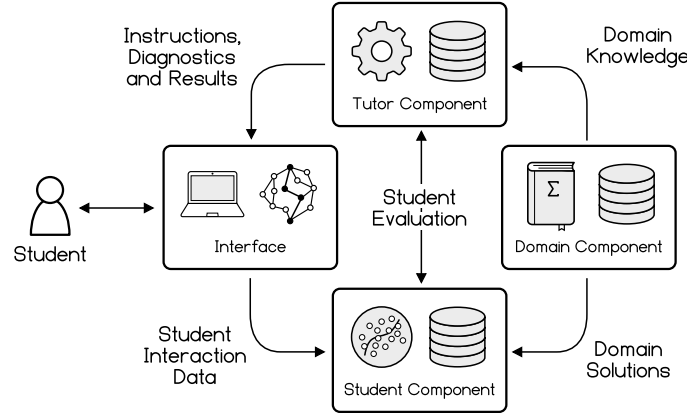 Instructions,
Diagnostics
and Results
Tutor Component
Domain
Knowledge
Student
Interface
Student
Evaluation
Σ
Domain Component
Student
Interaction
Data
Student Component
Domain
Solutions